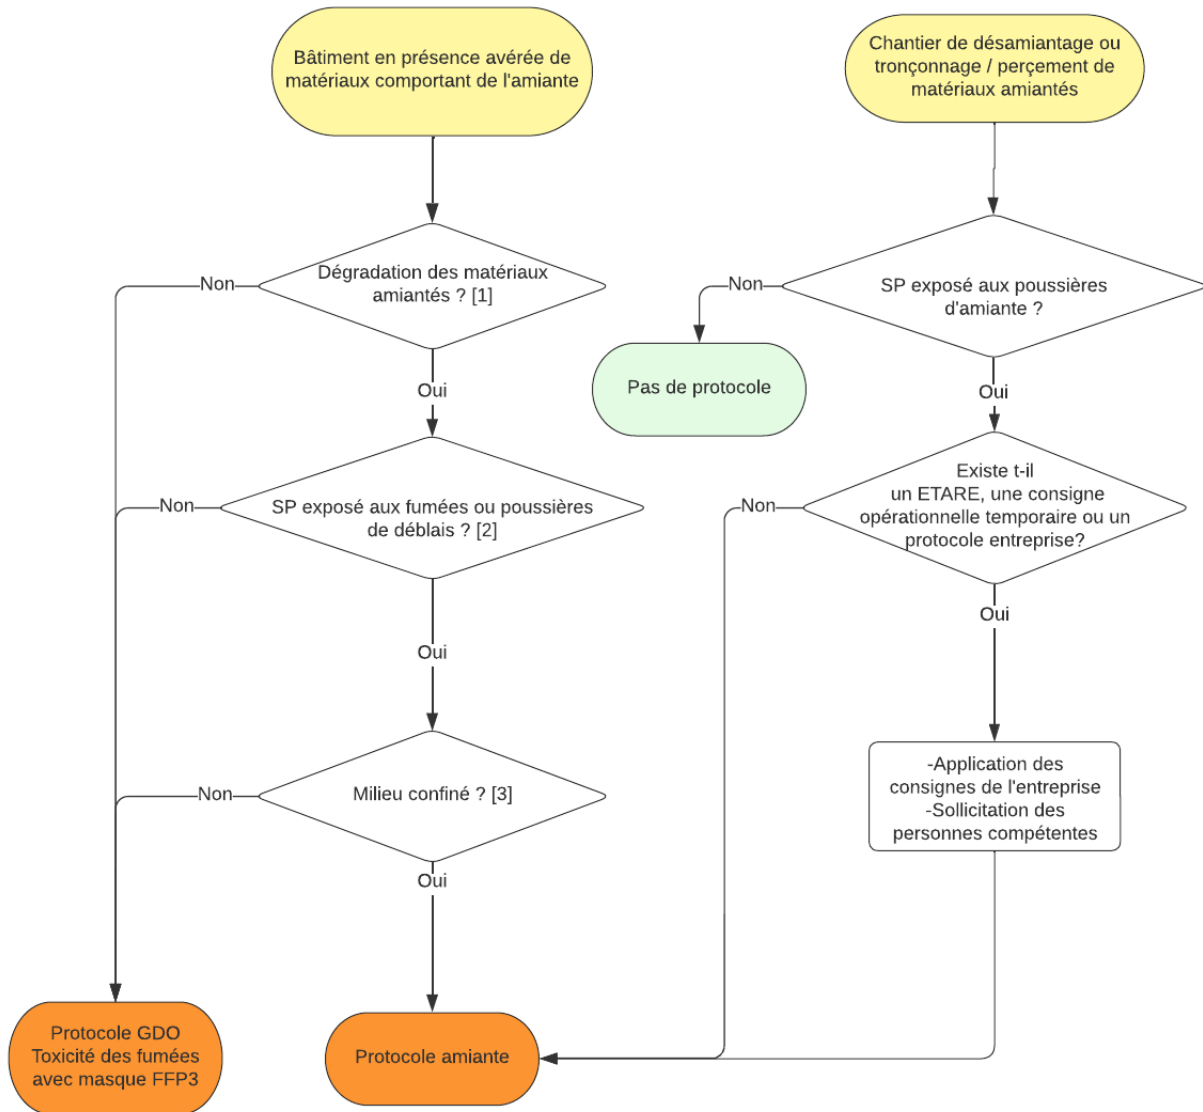 Bâtiment en présence avérée de
matériaux comportant de l'amiante
Chantier de désamiantage ou
tronçonnage / perçement de
matériaux amiantés
Non
Dégradation des matériaux
amiantés ? [1]
Non
SP exposé aux poussières
d'amiante ?
Pas de protocole
Oui
Oui
Non
SP exposé aux fumées ou poussières
de déblais ? [2]
Non
Existe t-il
un ETARE, une consigne
opérationnelle temporaire ou un
protocole entreprise?
Oui
Oui
Non
Milieu confiné ? [3]
-Application des
consignes de l'entreprise
-Sollicitation des
personnes compétentes
Oui
Protocole GDO
Toxicité des fumées
avec masque FFP3
Protocole amiante